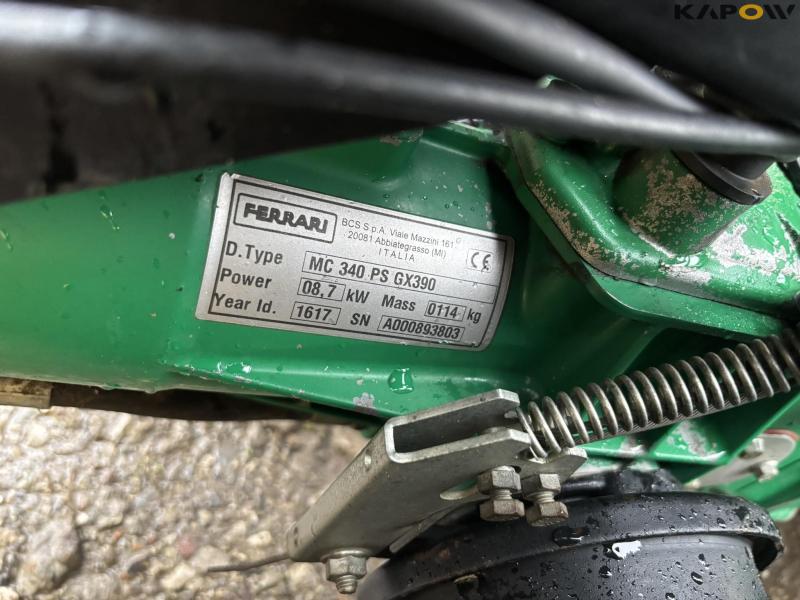 KAPOW
FERRARI
BCS S.p.A. Viale Mazzini 161
20081 Abbiategrasso (MI)
ITALIA
CE
D.Type MC 340 PS GX390
Power 08,7 kW Mass 0114 kg
Year Id. 1617 SN A000893803